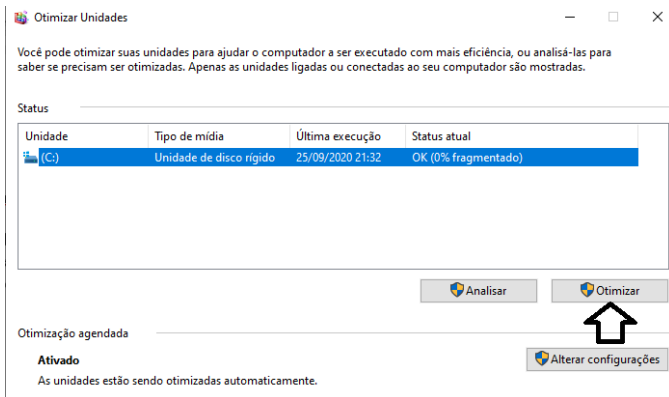 Otimizar Unidades
Você pode otimizar suas unidades para ajudar o computador a ser executado com mais eficiência, ou analisá-las para
saber se precisam ser otimizadas. Apenas as unidades ligadas ou conectadas ao seu computador são mostradas.
Status
Unidade Tipo de mídia Última execução Status atual
(C:) Unidade de disco rígido 25/09/2020 21:32 OK (0% fragmentado)
Analisar Otimizar
Otimização agendada
Ativado Alterar configurações
As unidades estão sendo otimizadas automaticamente.